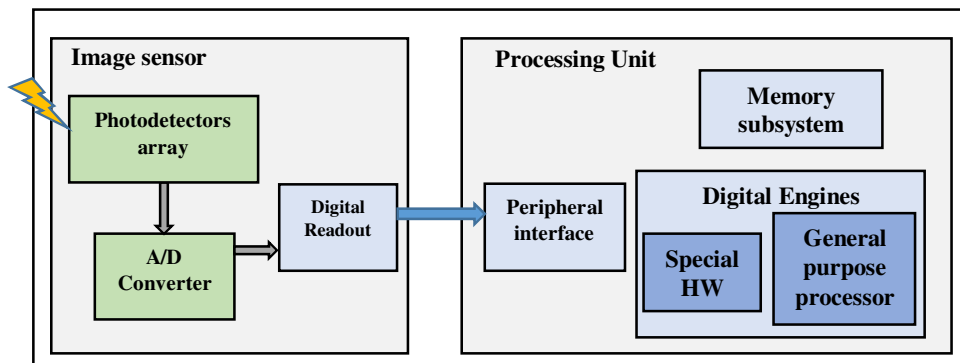 Image sensor
Photodetectors
array
A/D
Converter
Digital
Readout
Processing Unit
Memory
subsystem
Peripheral
interface
Digital Engines
Special
HW
General
purpose
processor